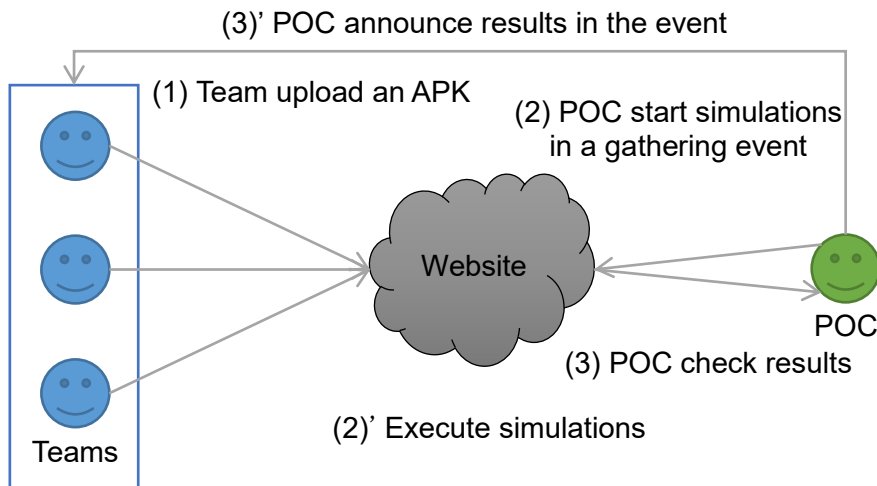 (3)’ POC announce results in the event
(1) Team upload an APK
(2) POC start simulations
in a gathering event
Website
POC
(3) POC check results
(2)’ Execute simulations
Teams